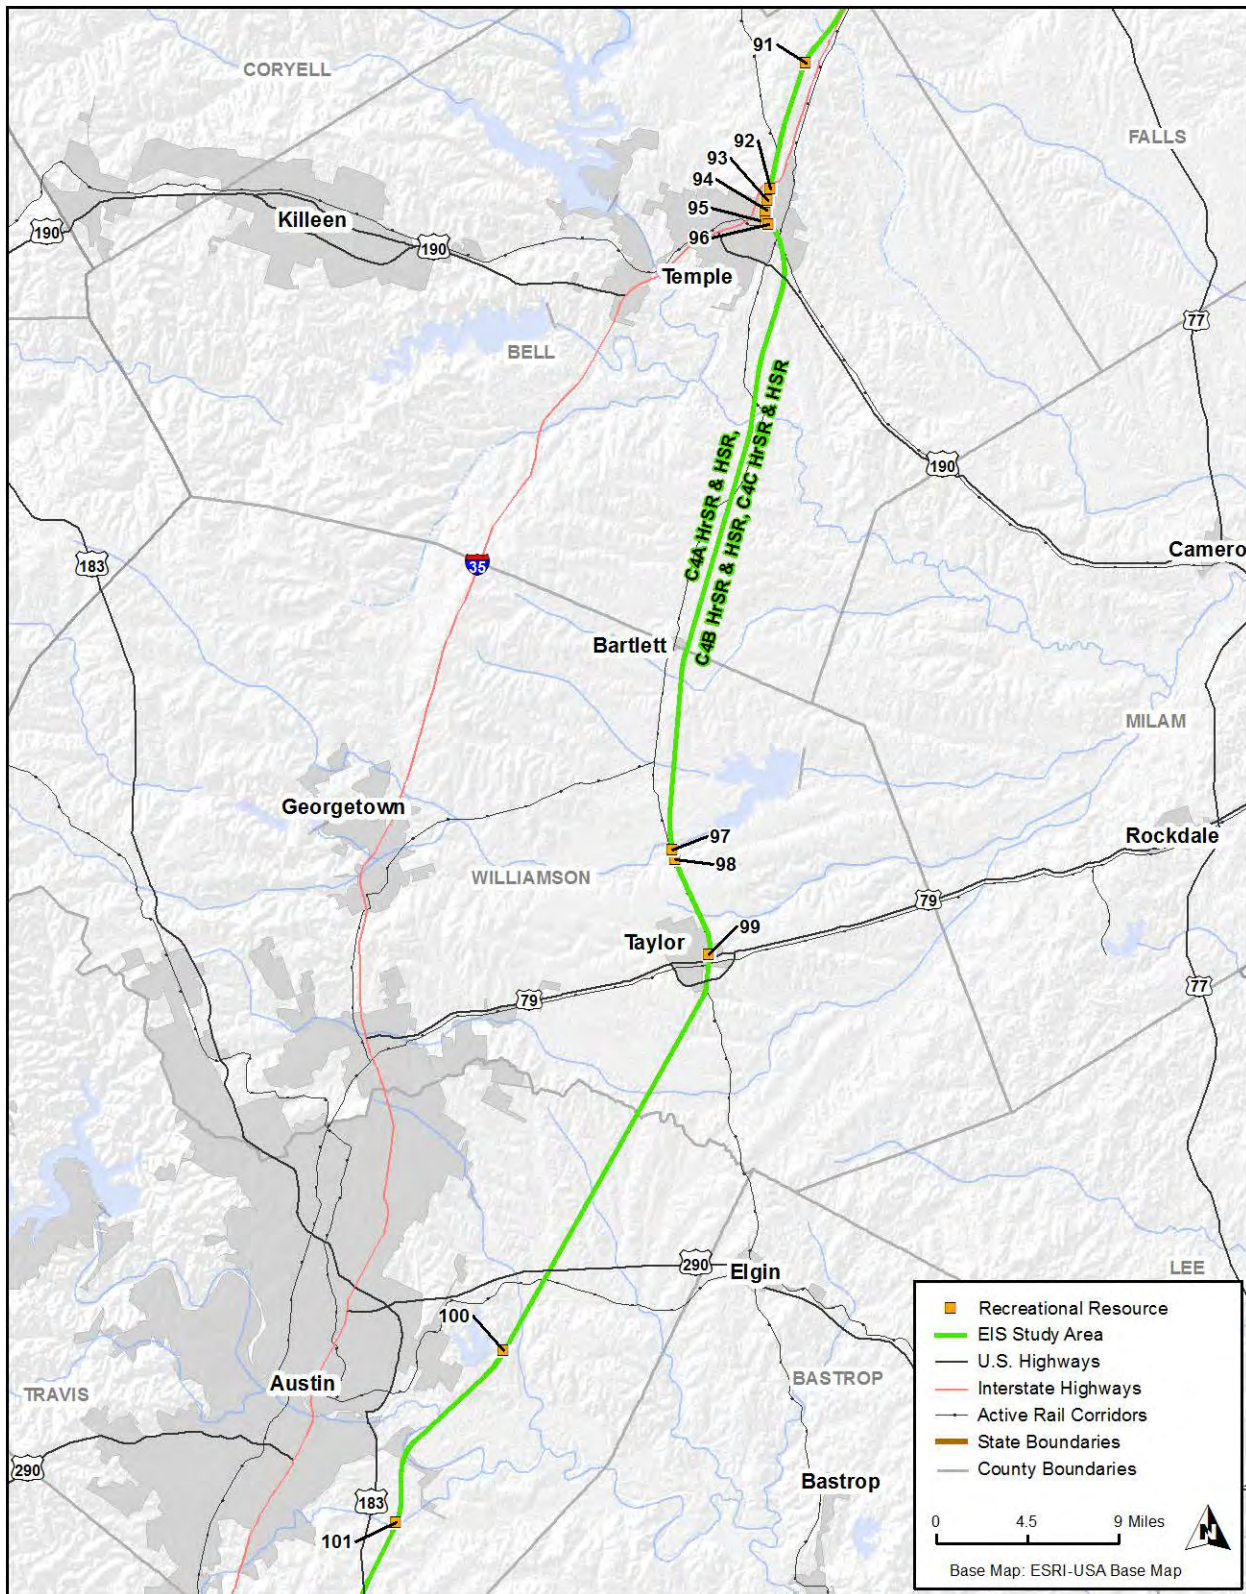 91
CORYELL
FALLS
92
93
94
95
96
Killeen
190
190
Temple
77
BELL
C4A HrSR & HSR,
C4B HrSR & HSR, C4C HrSR & HSR
190
183
35
Camero
Bartlett
MILAM
Georgetown
97
98
Rockdale
WILLIAMSON
79
99
Taylor
79
77
290
Elgin
LEE
100
Austin
TRAVIS
BASTROP
290
183
Bastrop
101
Recreational Resource
EIS Study Area
U.S. Highways
Interstate Highways
Active Rail Corridors
State Boundaries
County Boundaries
0 4.5 9 Miles
N
Base Map: ESRI-USA Base Map